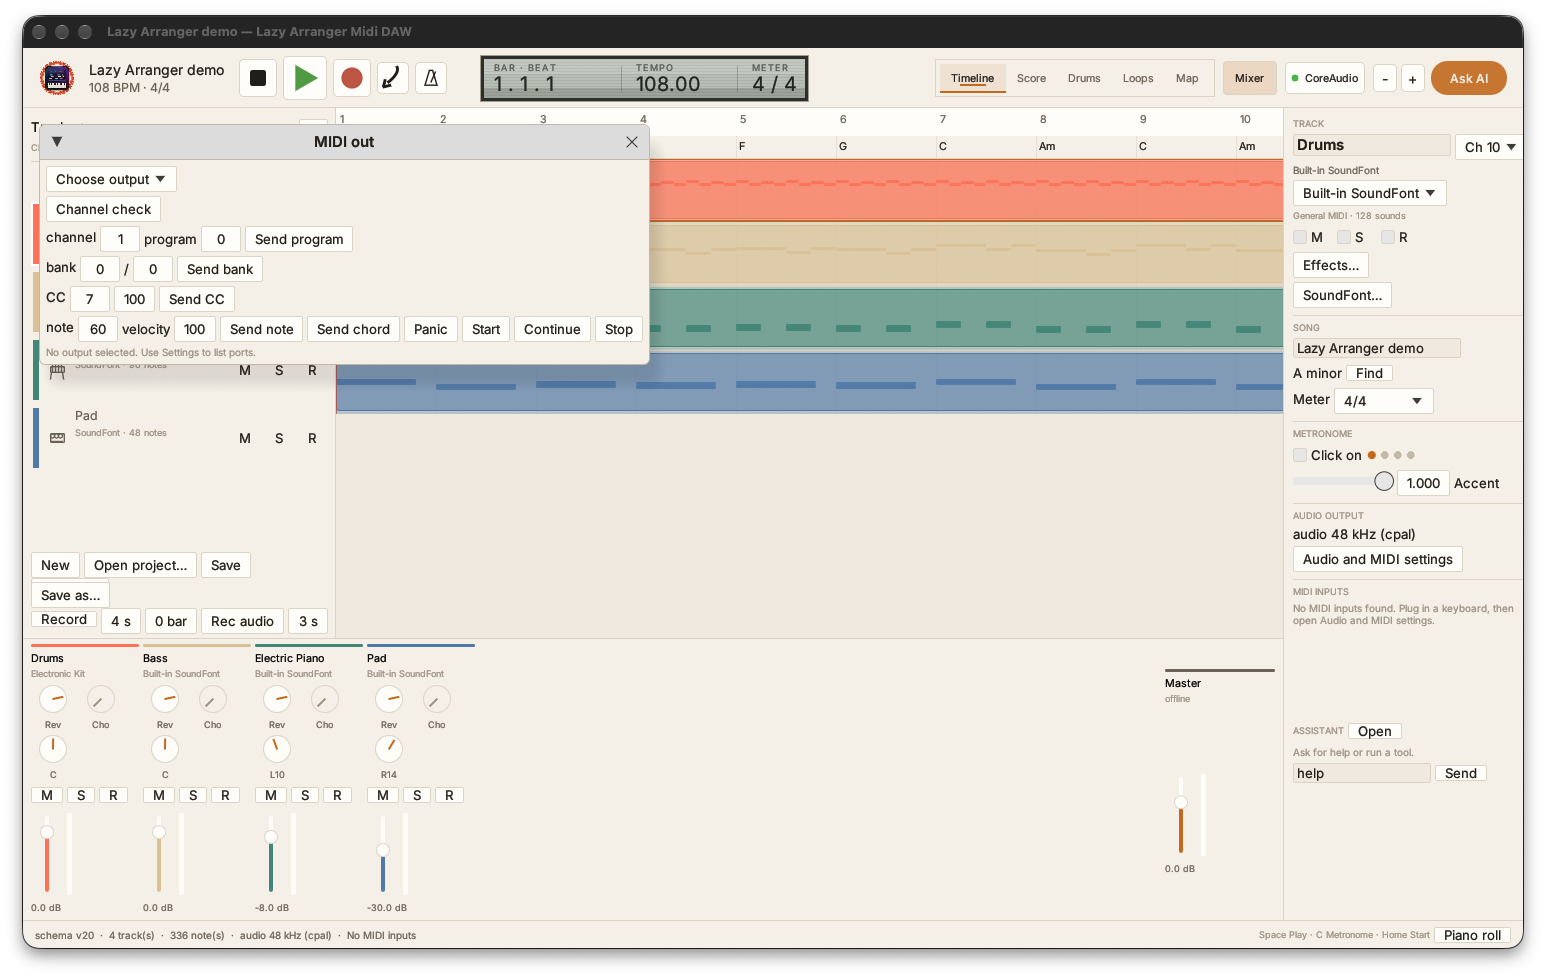 Lazy Arranger demo — Lazy Arranger Midi DAW
Lazy Arranger demo
108 BPM · 4/4
BAR · BEAT
1 . 1 . 1
TEMPO
108.00
METER
4 / 4
Timeline Score Drums Loops Map
Mixer
CoreAudio
- +
Ask AI
1 2 3 4 5 6 7 8 9 10
F G C Am C Am
MIDI out
Choose output
Channel check
channel 1 program 0 Send program
bank 0 / 0 Send bank
CC 7 100 Send CC
note 60 velocity 100 Send note Send chord Panic Start Continue Stop
No output selected. Use Settings to list ports.
SoundFont · 96 notes M S R
Pad
SoundFont · 48 notes M S R
New Open project... Save
Save as...
Record 4 s 0 bar Rec audio 3 s
TRACK
Drums Ch 10
Built-in SoundFont
Built-in SoundFont
General MIDI · 128 sounds
M S R
Effects...
SoundFont...
SONG
Lazy Arranger demo
A minor Find
Meter 4/4
METRONOME
Click on
1.000 Accent
AUDIO OUTPUT
audio 48 kHz (cpal)
Audio and MIDI settings
MIDI INPUTS
No MIDI inputs found. Plug in a keyboard, then
open Audio and MIDI settings.
ASSISTANT Open
Ask for help or run a tool.
help Send
Drums
Electronic Kit
Rev Cho
C
M S R
0.0 dB
Bass
Built-in SoundFont
Rev Cho
C
M S R
0.0 dB
Electric Piano
Built-in SoundFont
Rev Cho
L10
M S R
-8.0 dB
Pad
Built-in SoundFont
Rev Cho
R14
M S R
-30.0 dB
Master
offline
0.0 dB
schema v20 · 4 track(s) · 336 note(s) · audio 48 kHz (cpal) · No MIDI inputs
Space Play · C Metronome · Home Start Piano roll